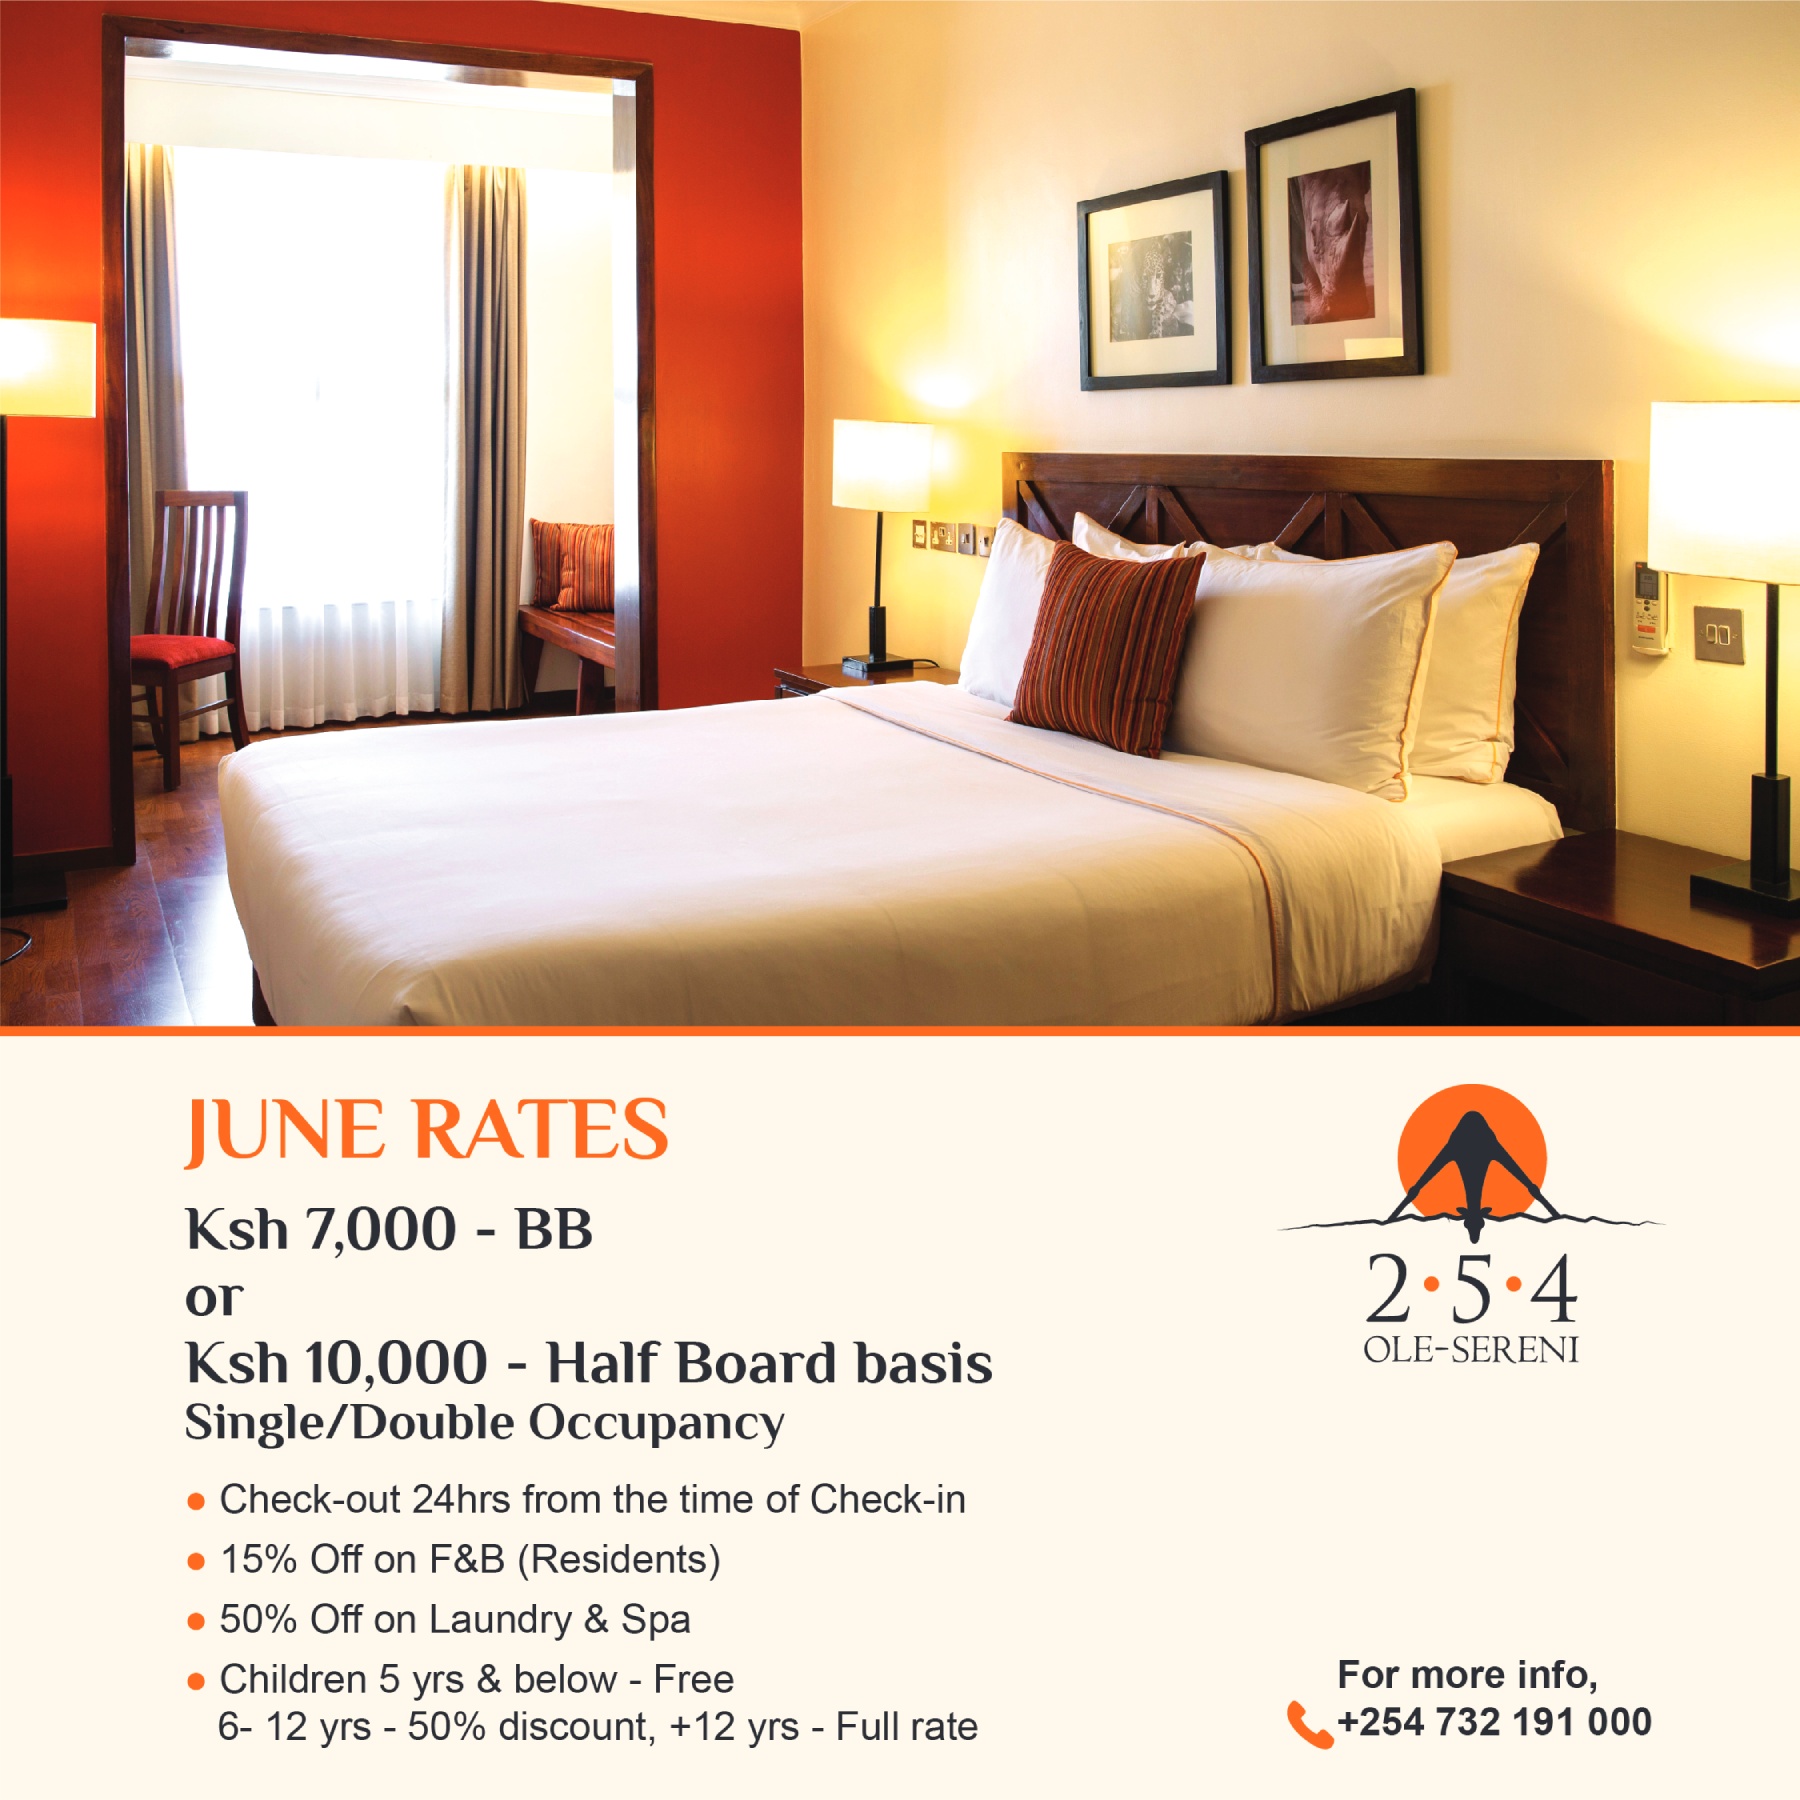 JUNE RATES
Ksh 7,000 - BB
or
Ksh 10,000 - Half Board basis
Single/Double Occupancy
Check-out 24hrs from the time of Check-in
15% Off on F&B (Residents)
50% Off on Laundry & Spa
Children 5 yrs & below - Free
6- 12 yrs - 50% discount, +12 yrs - Full rate
2•5•4
OLE-SERENI
For more info,
+254 732 191 000